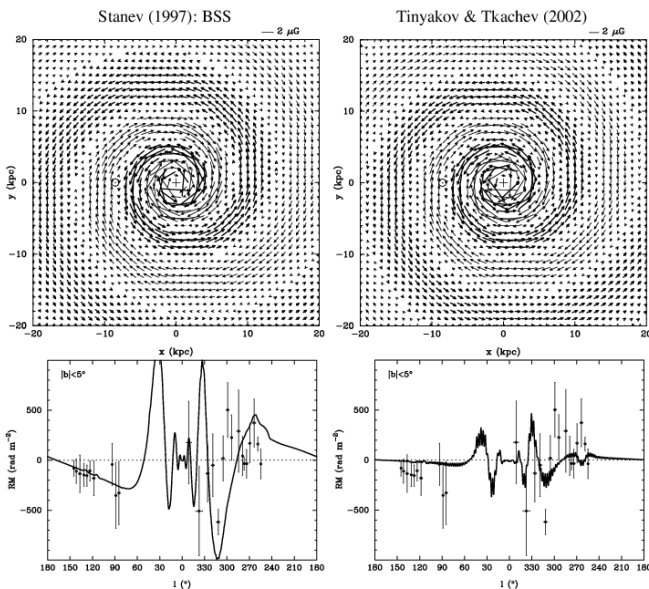 Stanev (1997): BSS
Tinyakov & Tkachev (2002)
2 μG
2 μG
20
10
0
-10
-20
y (kpc)
-20 -10 0 10 20
x (kpc)
20
10
0
-10
-20
y (kpc)
-20 -10 0 10 20
x (kpc)
|b|<5°
500
0
-500
RM (rad m⁻²)
180 150 120 90 60 30 0 330 300 270 240 210 180
l (°)
|b|<5°
500
0
-500
RM (rad m⁻²)
180 150 120 90 60 30 0 330 300 270 240 210 180
l (°)